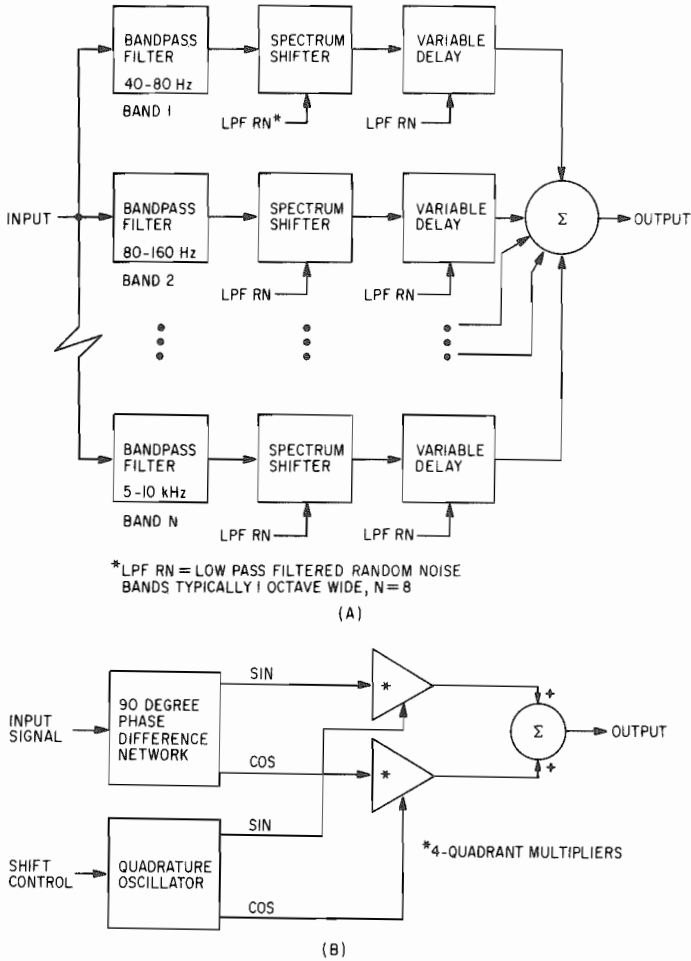 BANDPASS
FILTER
40-80 Hz
BAND 1
SPECTRUM
SHIFTER
LPF RN*
VARIABLE
DELAY
LPF RN
INPUT
BANDPASS
FILTER
80-160 Hz
BAND 2
SPECTRUM
SHIFTER
LPF RN
VARIABLE
DELAY
LPF RN
Σ
OUTPUT
BANDPASS
FILTER
5-10 kHz
BAND N
SPECTRUM
SHIFTER
LPF RN
VARIABLE
DELAY
LPF RN
*LPF RN = LOW PASS FILTERED RANDOM NOISE
BANDS TYPICALLY 1 OCTAVE WIDE, N=8
(A)
INPUT
SIGNAL
90 DEGREE
PHASE
DIFFERENCE
NETWORK
SIN
COS
*
*
+
Σ
+
OUTPUT
SHIFT
CONTROL
QUADRATURE
OSCILLATOR
SIN
COS
*4-QUADRANT MULTIPLIERS
(B)